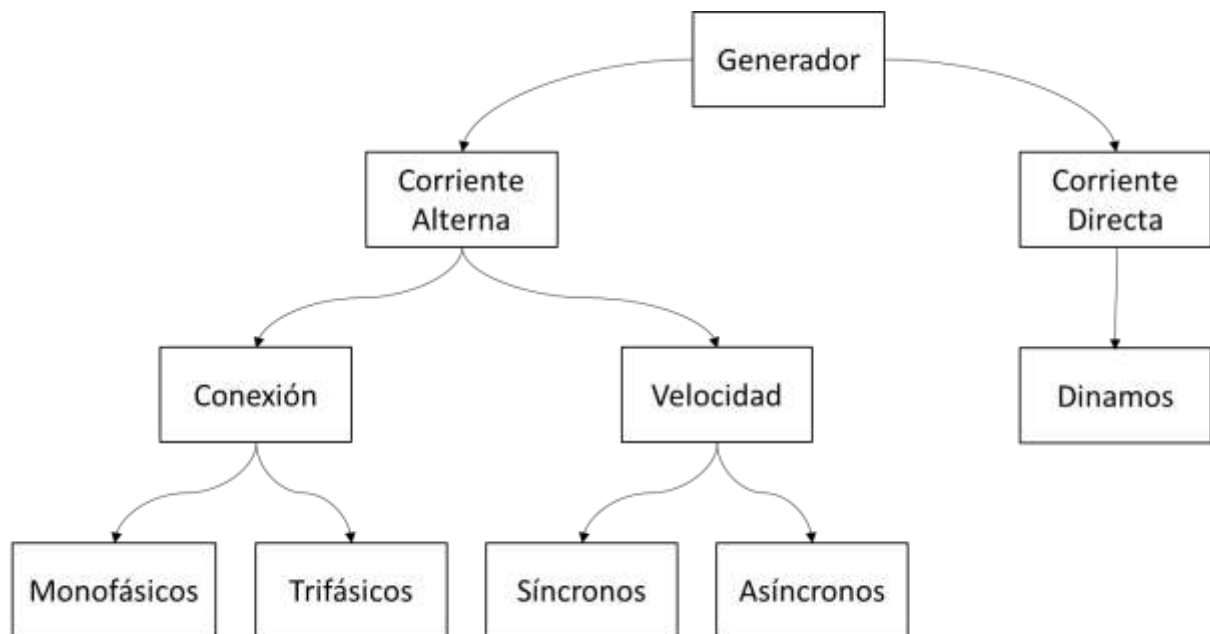 Generador
Corriente
Alterna
Corriente
Directa
Conexión
Velocidad
Dinamos
Monofásicos
Trifásicos
Síncronos
Asíncronos